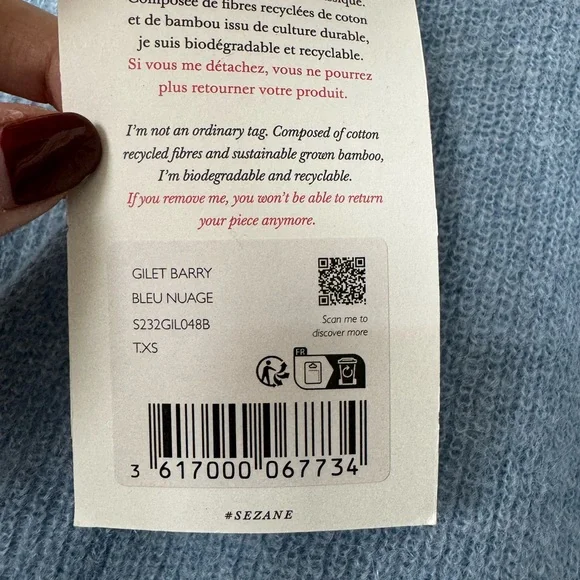 Composée de fibres recyclées de coton
et de bambou issu de culture durable,
je suis biodégradable et recyclable.
Si vous me détachez, vous ne pourrez
plus retourner votre produit.
I'm not an ordinary tag. Composed of cotton
recycled fibres and sustainable grown bamboo,
I'm biodegradable and recyclable.
If you remove me, you won't be able to return
your piece anymore.
GILET BARRY
BLEU NUAGE
S232GIL048B
T.XS
Scan me to
discover more
FR
3 617000 067734
#SEZANE